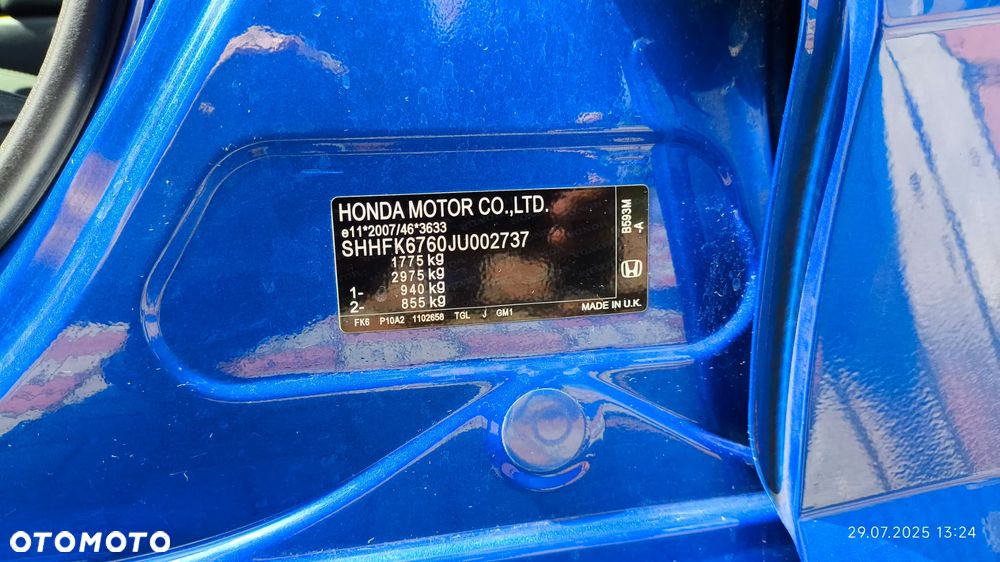 HONDA MOTOR CO.,LTD.
e11*2007/46*3633
SHHFK6760JU002737
1775 kg
2975 kg
1- 940 kg
2- 855 kg
FK6 P10A2 1102658 TGL J GM1
MADE IN U.K.
B593M
-A
OTOMOTO
29.07.2025 13:24